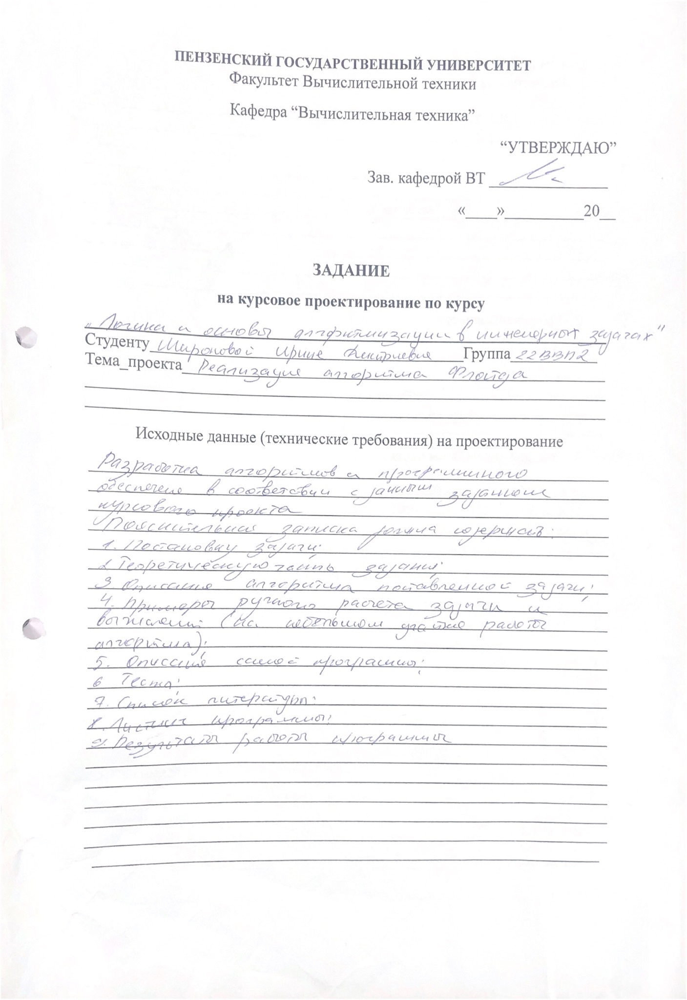 ПЕНЗЕНСКИЙ ГОСУДАРСТВЕННЫЙ УНИВЕРСИТЕТ
Факультет Вычислительной техники
Кафедра “Вычислительная техника”
“УТВЕРЖДАЮ”
Зав. кафедрой ВТ
«____»__________20__
ЗАДАНИЕ
на курсовое проектирование по курсу
„Логика и основы алгоритмизации в инженерных задачах”
Студенту Широковой Ирине Дмитриевне Группа 22ВВП2
Тема_проекта Реализация алгоритма Флойда
Исходные данные (технические требования) на проектирование
Разработка алгоритмов и программного
обеспечения в соответствии с данным заданием
курсового проекта
Пояснительная записка должна содержать:
1. Постановку задачи;
2 Теоретическую часть задания;
3 Описание алгоритма поставленной задачи;
4. Примеры ручного расчета задачи и
вычислений (на небольшом участке работы
алгоритма);
5. Описание самой программы;
6 Тесты;
7. Список литературы;
8. Листинг программы;
9. Результаты работы программы